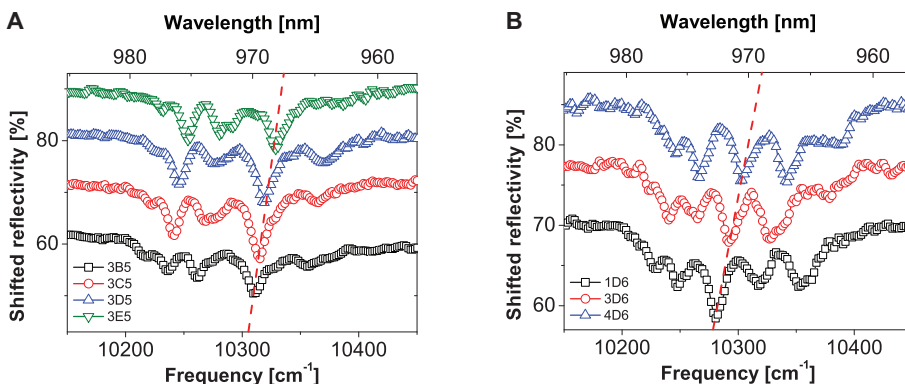 A
Wavelength [nm]
980 970 960
Shifted reflectivity [%]
80
60
3B5
3C5
3D5
3E5
10200 10300 10400
Frequency [cm⁻¹]
B
Wavelength [nm]
980 970 960
Shifted reflectivity [%]
80
70
60
1D6
3D6
4D6
10200 10300 10400
Frequency [cm⁻¹]